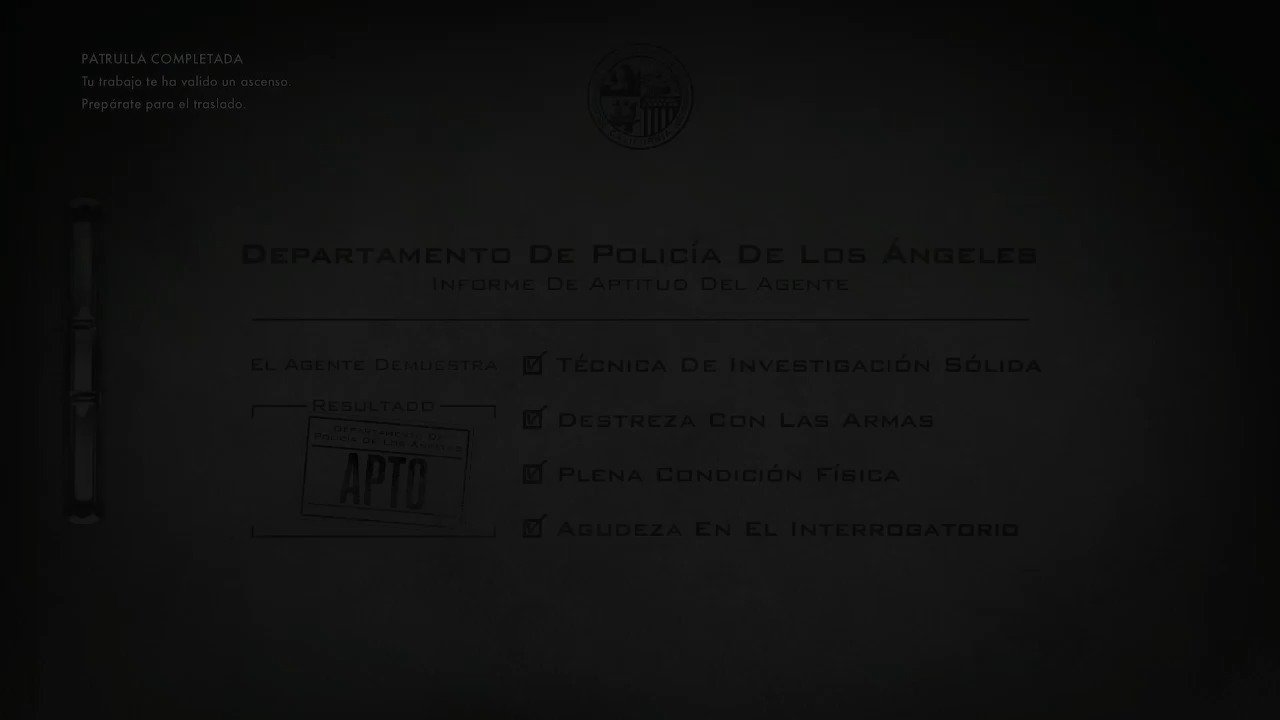 PATRULLA COMPLETADA
Tu trabajo te ha valido un ascenso.
Prepárate para el traslado.
CALIFORNIA
Departamento De Policía De Los Ángeles
Informe De Aptitud Del Agente
El Agente Demuestra
Técnica De Investigación Sólida
Resultado
Departamento De
Policía De Los Ángeles
APTO
Destreza Con Las Armas
Plena Condición Física
Agudeza En El Interrogatorio